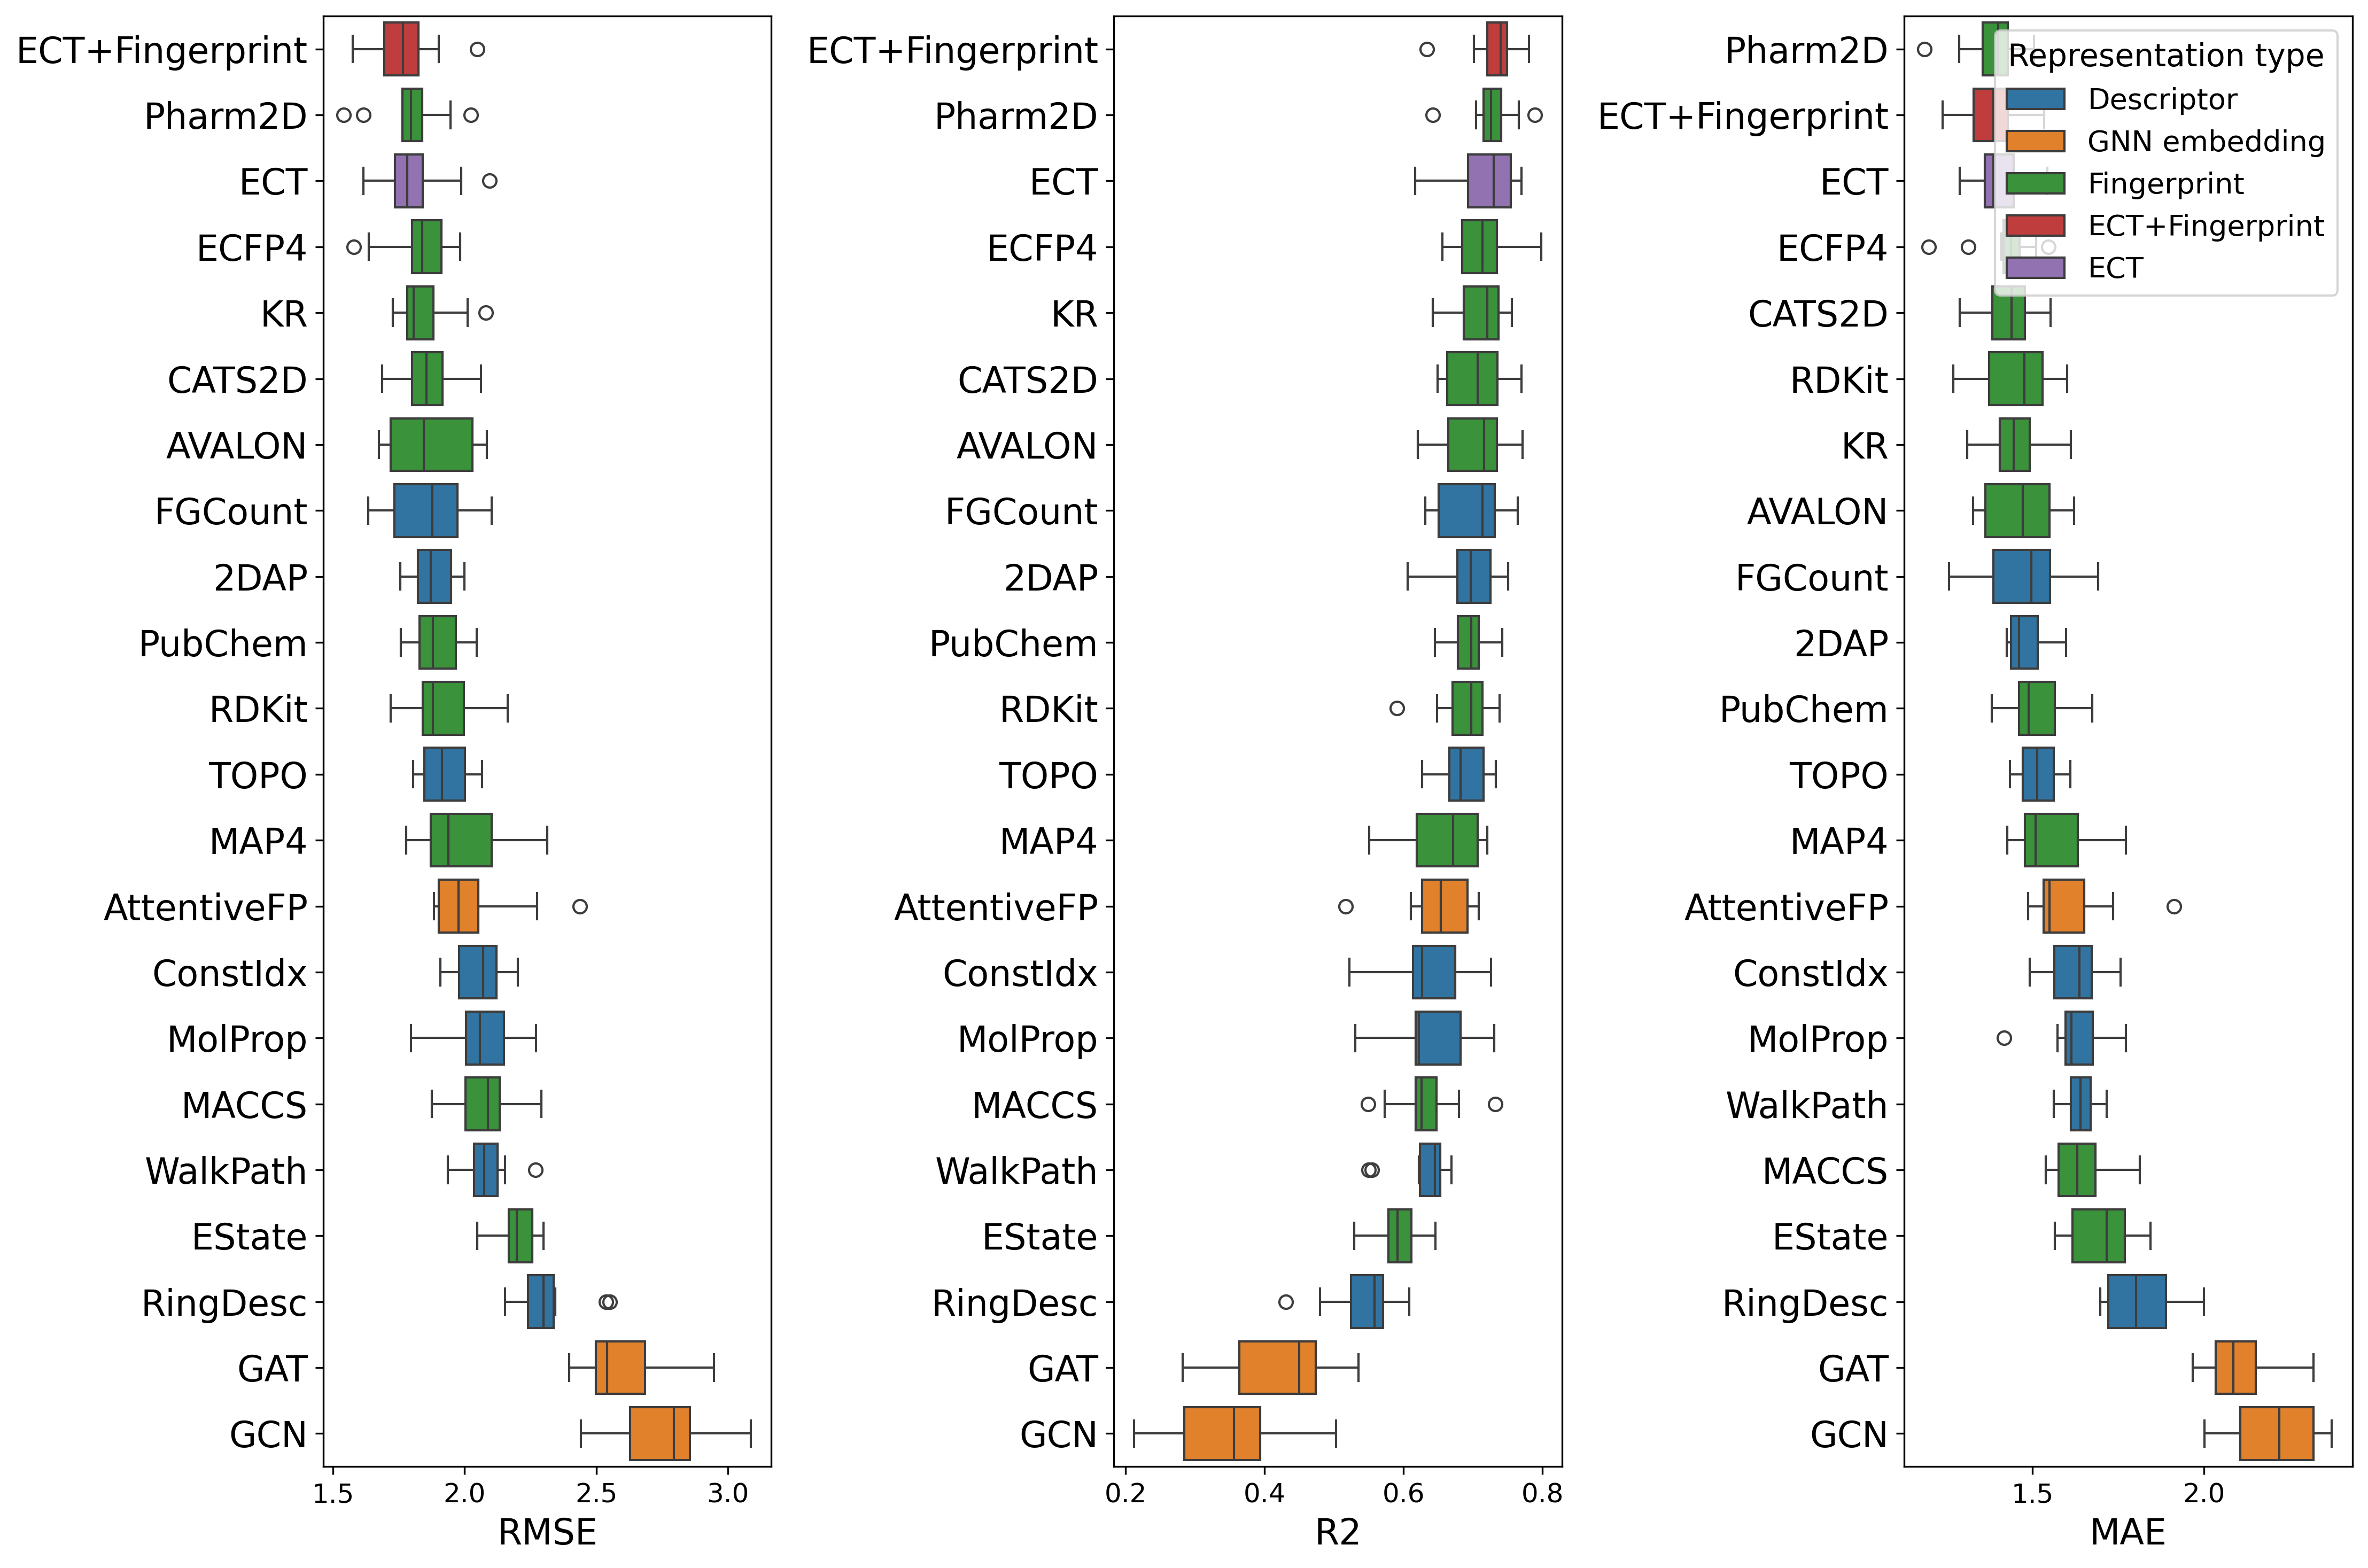 ECT+Fingerprint
Pharm2D
ECT
ECFP4
KR
CATS2D
AVALON
FGCount
2DAP
PubChem
RDKit
TOPO
MAP4
AttentiveFP
ConstIdx
MolProp
MACCS
WalkPath
EState
RingDesc
GAT
GCN
1.5 2.0 2.5 3.0
RMSE
ECT+Fingerprint
Pharm2D
ECT
ECFP4
KR
CATS2D
AVALON
FGCount
2DAP
PubChem
RDKit
TOPO
MAP4
AttentiveFP
ConstIdx
MolProp
MACCS
WalkPath
EState
RingDesc
GAT
GCN
0.2 0.4 0.6 0.8
R2
Pharm2D
ECT+Fingerprint
ECT
ECFP4
CATS2D
RDKit
KR
AVALON
FGCount
2DAP
PubChem
TOPO
MAP4
AttentiveFP
ConstIdx
MolProp
WalkPath
MACCS
EState
RingDesc
GAT
GCN
1.5 2.0
MAE
Representation type
Descriptor
GNN embedding
Fingerprint
ECT+Fingerprint
ECT